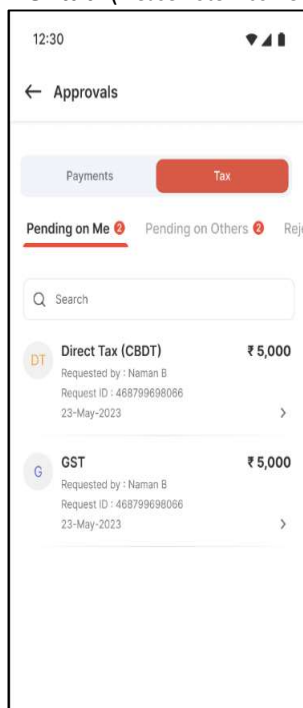 12:30
Approvals
Payments Tax
Pending on Me 2 Pending on Others 2 Reje
Search
DT Direct Tax (CBDT) ₹ 5,000
Requested by : Naman B
Request ID : 468799698066
23-May-2023
G GST ₹ 5,000
Requested by : Naman B
Request ID : 468799698066
23-May-2023